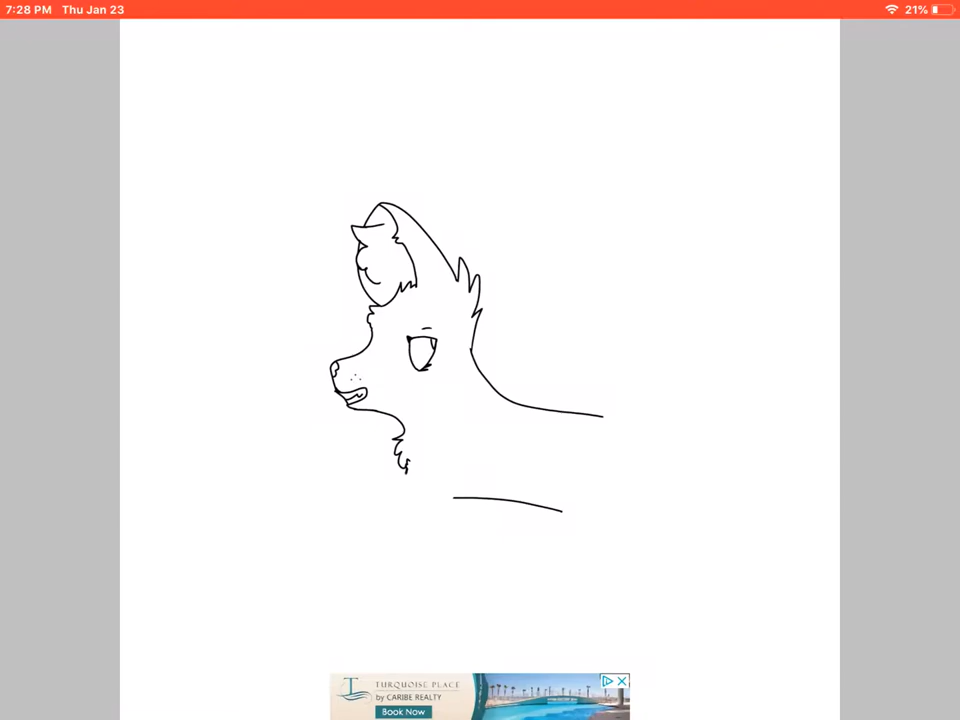 7:28 PM Thu Jan 23 21%
TURQUOISE PLACE
by CARIBE REALTY
Book Now